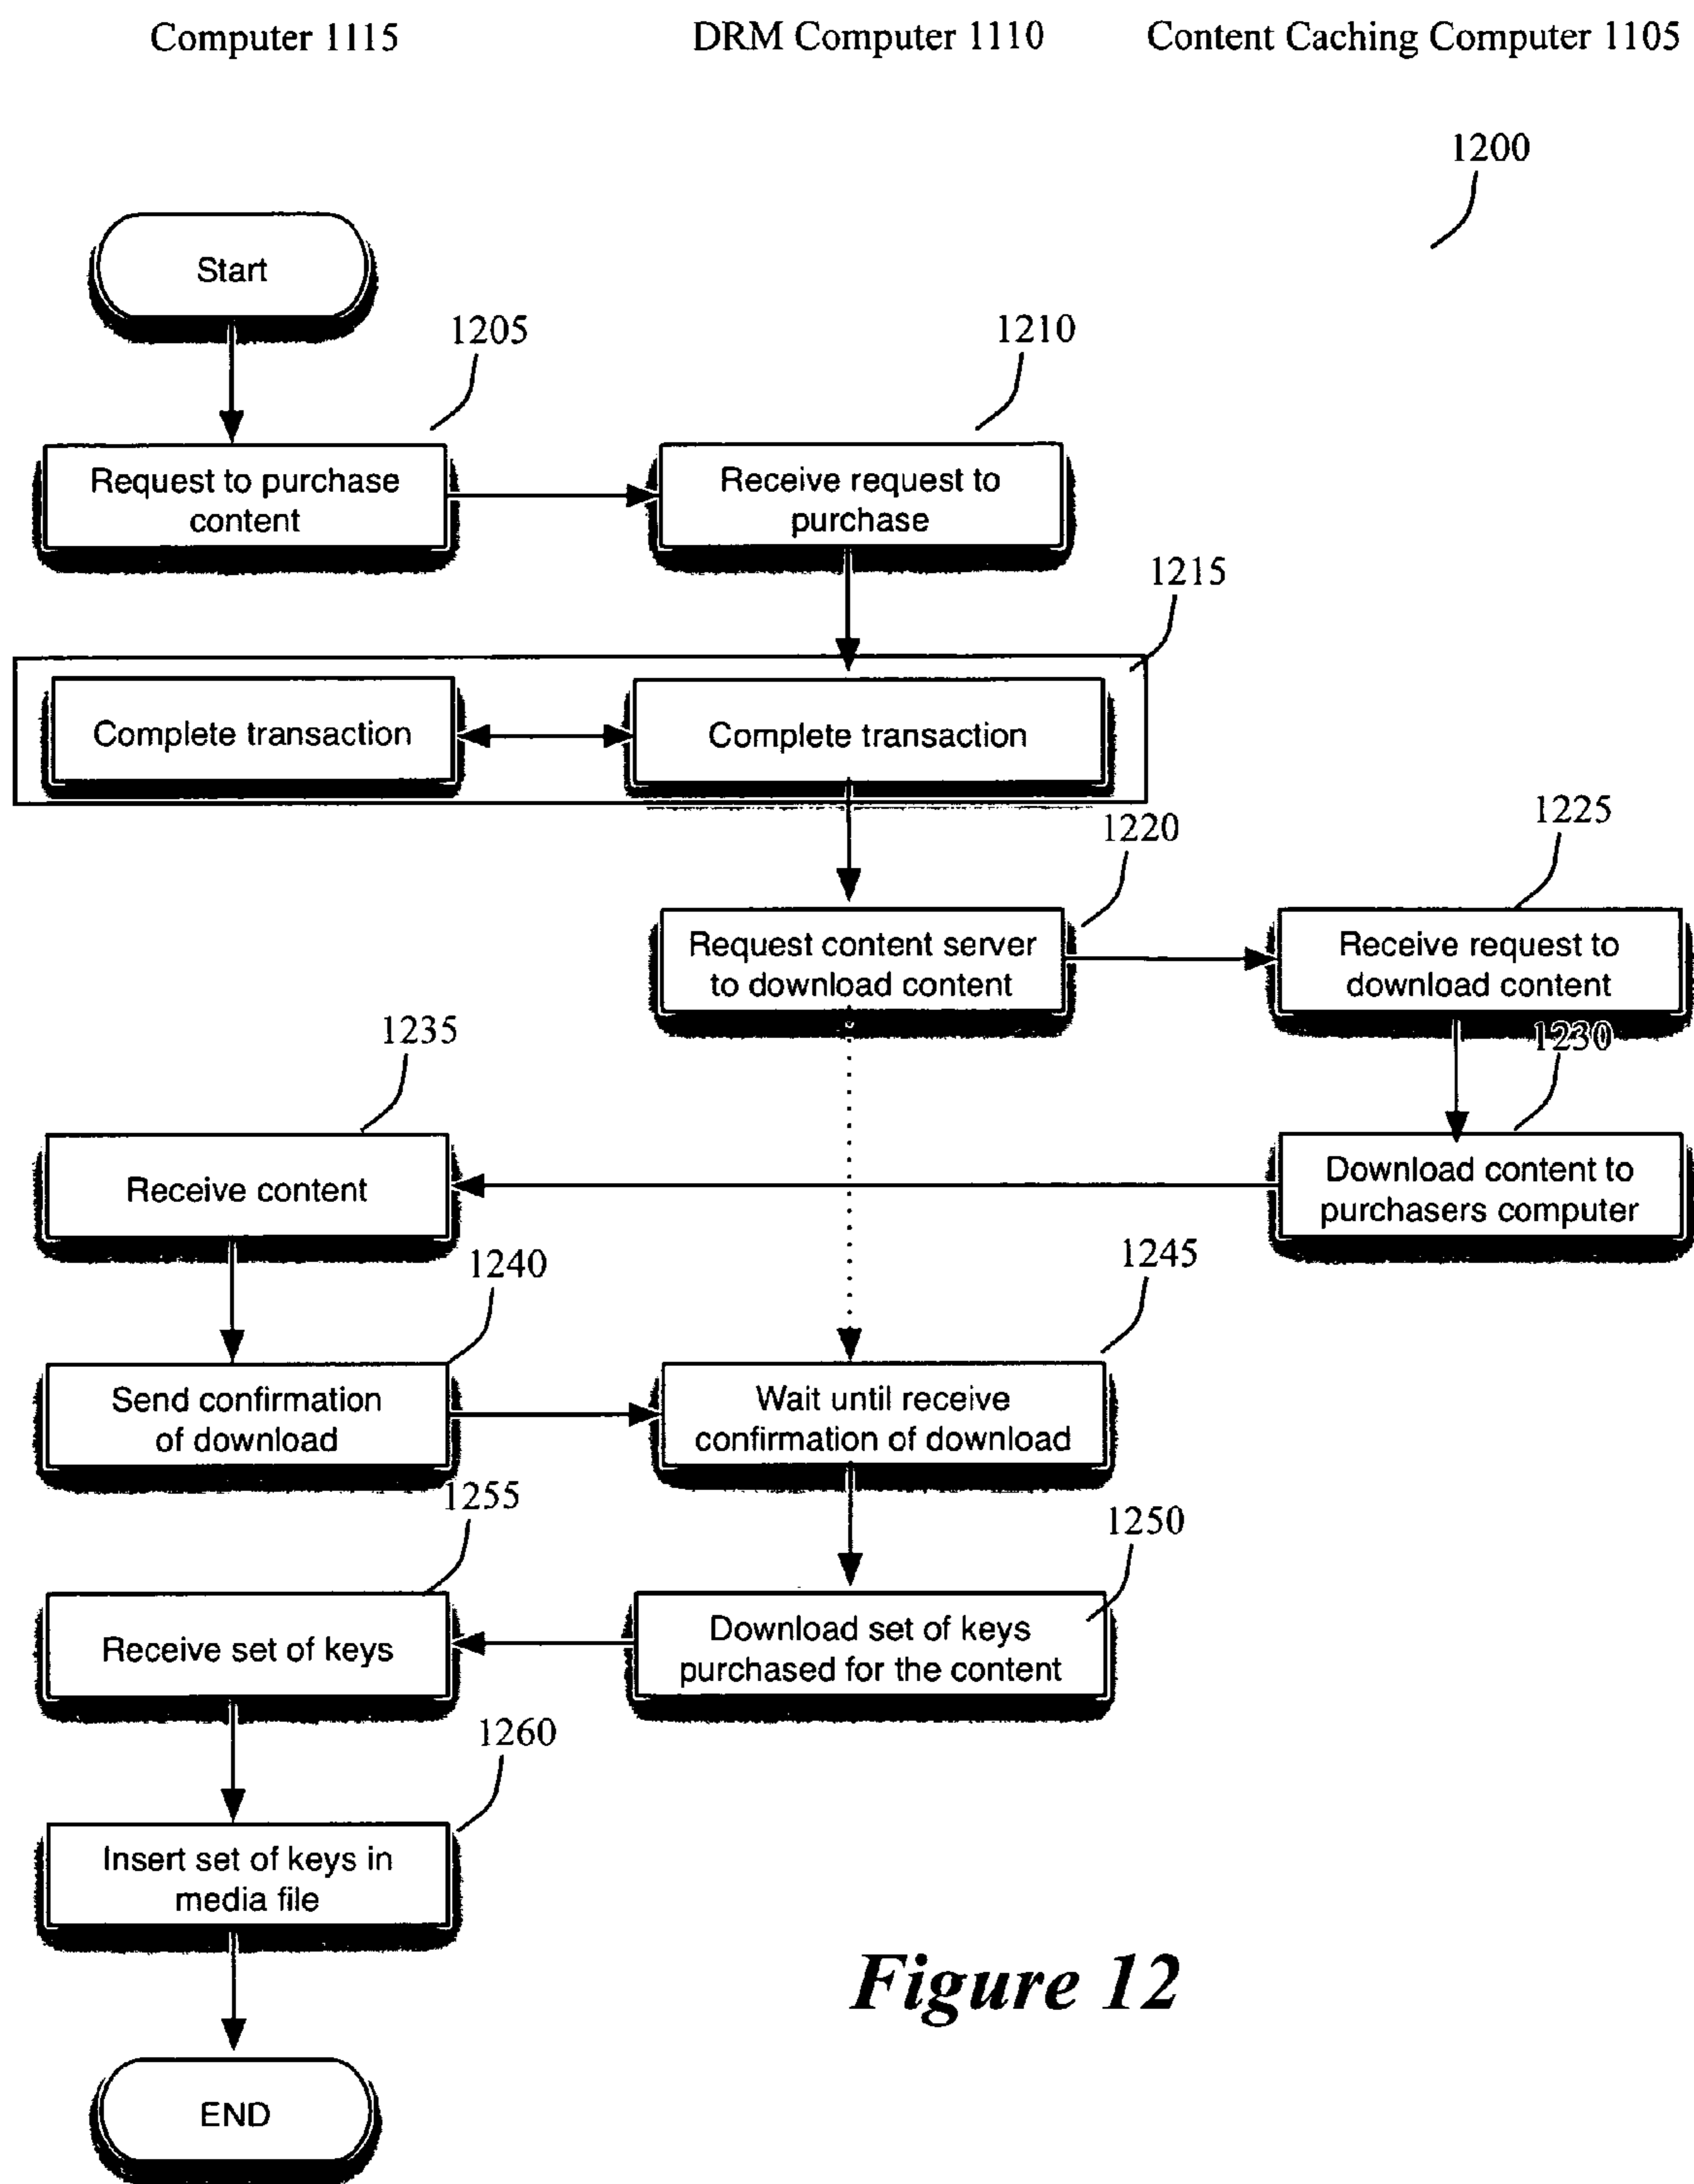 Computer 1115
DRM Computer 1110
Content Caching Computer 1105
1200
Start
1205
1210
Request to purchase
content
Receive request to
purchase
1215
Complete transaction
Complete transaction
1220
1225
Request content server
to download content
Receive request to
download content
1230
1235
Receive content
Download content to
purchasers computer
1240
1245
Send confirmation
of download
Wait until receive
confirmation of download
1255
1250
Receive set of keys
Download set of keys
purchased for the content
1260
Insert set of keys in
media file
Figure 12
END